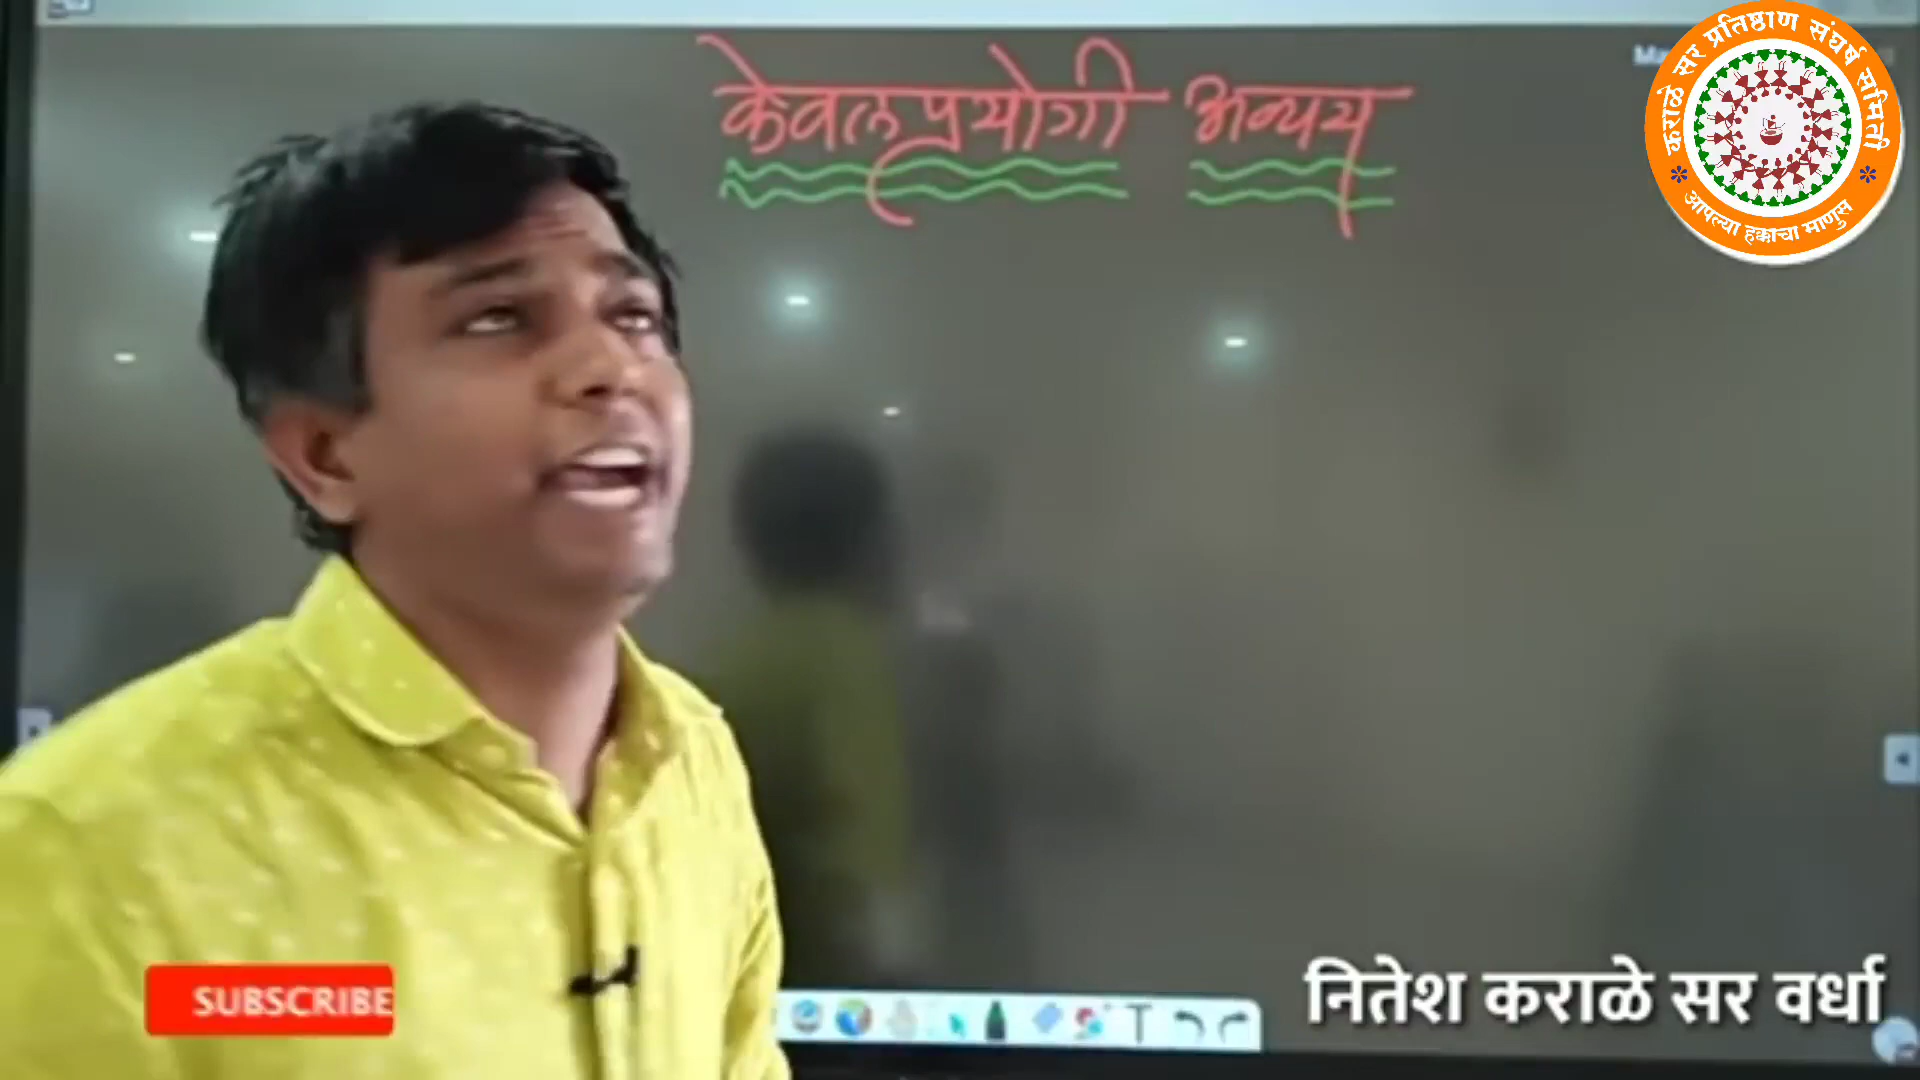 केवलप्रयोगी अव्यय
कराळे सर प्रतिष्ठाण संघर्ष समिती
आपल्या हक्काचा माणुस
SUBSCRIBE
नितेश कराळे सर वर्धा